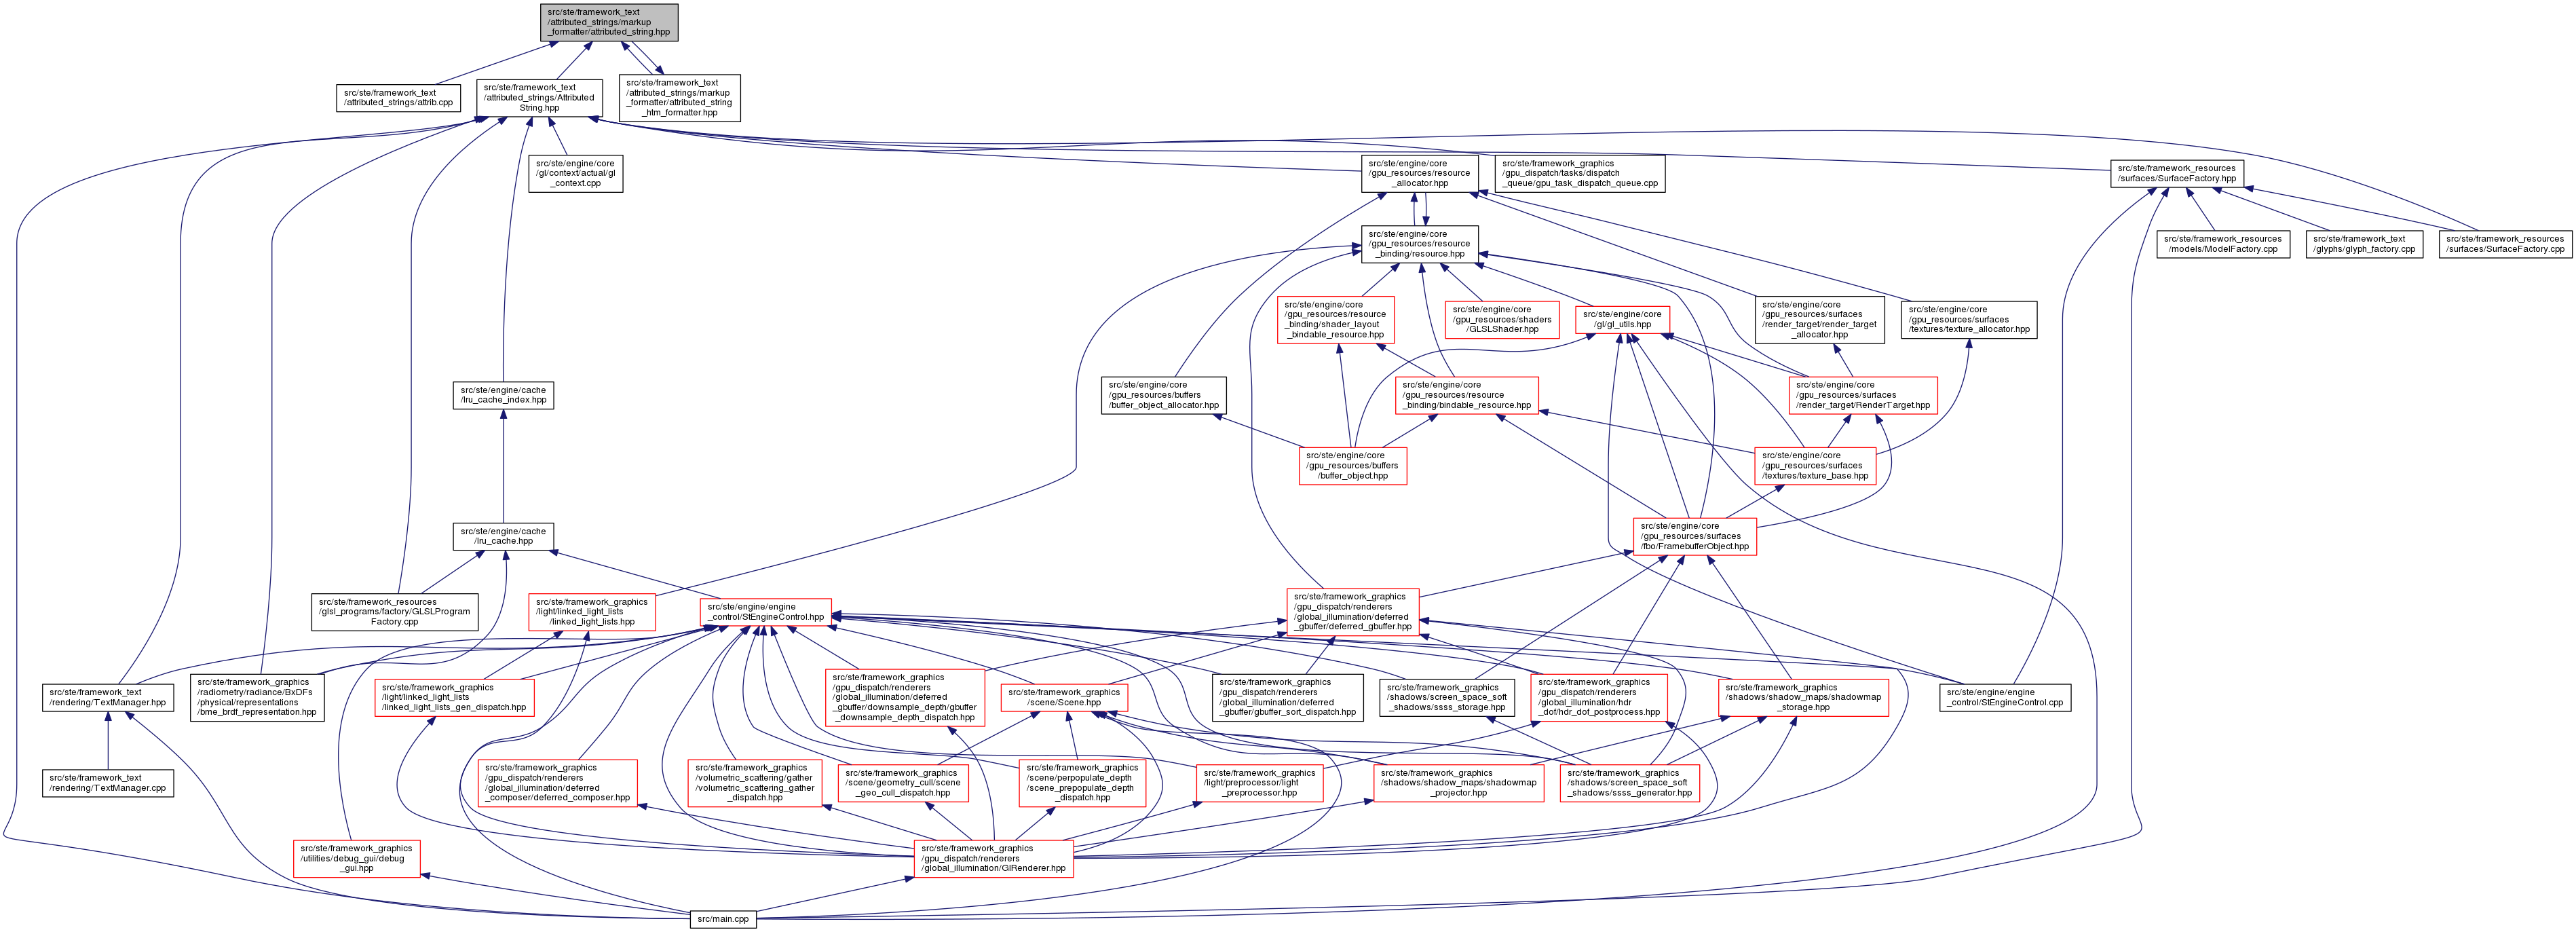 src/ste/framework_text
/attributed_strings/markup
_formatter/attributed_string.hpp
src/ste/framework_text
/attributed_strings/attrib.cpp
src/ste/framework_text
/attributed_strings/Attributed
String.hpp
src/ste/framework_text
/attributed_strings/markup
_formatter/attributed_string
_htm_formatter.hpp
src/ste/engine/core
/gl/context/actual/gl
_context.cpp
src/ste/engine/core
/gpu_resources/resource
_allocator.hpp
src/ste/framework_graphics
/gpu_dispatch/tasks/dispatch
_queue/gpu_task_dispatch_queue.cpp
src/ste/framework_resources
/surfaces/SurfaceFactory.hpp
src/ste/engine/core
/gpu_resources/resource
_binding/resource.hpp
src/ste/framework_resources
/models/ModelFactory.cpp
src/ste/framework_text
/glyphs/glyph_factory.cpp
src/ste/framework_resources
/surfaces/SurfaceFactory.cpp
src/ste/engine/core
/gpu_resources/resource
_binding/shader_layout
_bindable_resource.hpp
src/ste/engine/core
/gpu_resources/shaders
/GLSLShader.hpp
src/ste/engine/core
/gl/gl_utils.hpp
src/ste/engine/core
/gpu_resources/surfaces
/render_target/render_target
_allocator.hpp
src/ste/engine/core
/gpu_resources/surfaces
/textures/texture_allocator.hpp
src/ste/engine/cache
/lru_cache_index.hpp
src/ste/engine/core
/gpu_resources/buffers
/buffer_object_allocator.hpp
src/ste/engine/core
/gpu_resources/resource
_binding/bindable_resource.hpp
src/ste/engine/core
/gpu_resources/surfaces
/render_target/RenderTarget.hpp
src/ste/engine/core
/gpu_resources/buffers
/buffer_object.hpp
src/ste/engine/core
/gpu_resources/surfaces
/textures/texture_base.hpp
src/ste/engine/cache
/lru_cache.hpp
src/ste/engine/core
/gpu_resources/surfaces
/fbo/FramebufferObject.hpp
src/ste/framework_resources
/glsl_programs/factory/GLSLProgram
Factory.cpp
src/ste/framework_graphics
/light/linked_light_lists
/linked_light_lists.hpp
src/ste/engine/engine
_control/StEngineControl.hpp
src/ste/framework_graphics
/gpu_dispatch/renderers
/global_illumination/deferred
_gbuffer/deferred_gbuffer.hpp
src/ste/framework_text
/rendering/TextManager.hpp
src/ste/framework_graphics
/radiometry/radiance/BxDFs
/physical/representations
/bme_brdf_representation.hpp
src/ste/framework_graphics
/light/linked_light_lists
/linked_light_lists_gen_dispatch.hpp
src/ste/framework_graphics
/gpu_dispatch/renderers
/global_illumination/deferred
_gbuffer/downsample_depth/gbuffer
_downsample_depth_dispatch.hpp
src/ste/framework_graphics
/scene/Scene.hpp
src/ste/framework_graphics
/gpu_dispatch/renderers
/global_illumination/deferred
_gbuffer/gbuffer_sort_dispatch.hpp
src/ste/framework_graphics
/shadows/screen_space_soft
_shadows/ssss_storage.hpp
src/ste/framework_graphics
/gpu_dispatch/renderers
/global_illumination/hdr
_dof/hdr_dof_postprocess.hpp
src/ste/framework_graphics
/shadows/shadow_maps/shadowmap
_storage.hpp
src/ste/engine/engine
_control/StEngineControl.cpp
src/ste/framework_text
/rendering/TextManager.cpp
src/ste/framework_graphics
/gpu_dispatch/renderers
/global_illumination/deferred
_composer/deferred_composer.hpp
src/ste/framework_graphics
/volumetric_scattering/gather
/volumetric_scattering_gather
_dispatch.hpp
src/ste/framework_graphics
/scene/geometry_cull/scene
_geo_cull_dispatch.hpp
src/ste/framework_graphics
/scene/perpopulate_depth
/scene_prepopulate_depth
_dispatch.hpp
src/ste/framework_graphics
/light/preprocessor/light
_preprocessor.hpp
src/ste/framework_graphics
/shadows/shadow_maps/shadowmap
_projector.hpp
src/ste/framework_graphics
/shadows/screen_space_soft
_shadows/ssss_generator.hpp
src/ste/framework_graphics
/utilities/debug_gui/debug
_gui.hpp
src/ste/framework_graphics
/gpu_dispatch/renderers
/global_illumination/GIRenderer.hpp
src/main.cpp